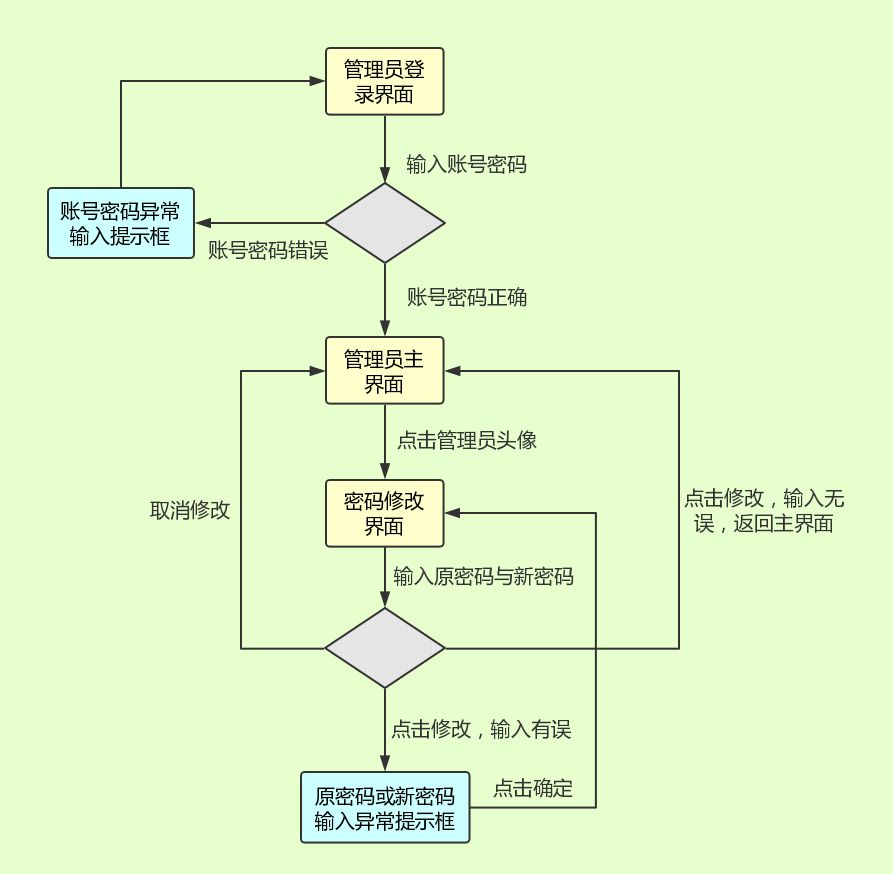 管理员登
录界面
输入账号密码
账号密码异常
输入提示框
账号密码错误
账号密码正确
管理员主
界面
点击管理员头像
取消修改
密码修改
界面
点击修改，输入无
误，返回主界面
输入原密码与新密码
点击修改，输入有误
点击确定
原密码或新密码
输入异常提示框